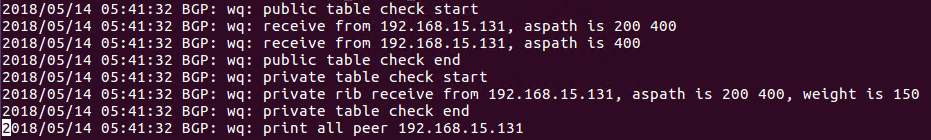 2018/05/14 05:41:32 BGP: wq: public table check start
2018/05/14 05:41:32 BGP: wq: receive from 192.168.15.131, aspath is 200 400
2018/05/14 05:41:32 BGP: wq: receive from 192.168.15.131, aspath is 400
2018/05/14 05:41:32 BGP: wq: public table check end
2018/05/14 05:41:32 BGP: wq: private table check start
2018/05/14 05:41:32 BGP: wq: private rib receive from 192.168.15.131, aspath is 200 400, weight is 150
2018/05/14 05:41:32 BGP: wq: private table check end
2018/05/14 05:41:32 BGP: wq: print all peer 192.168.15.131